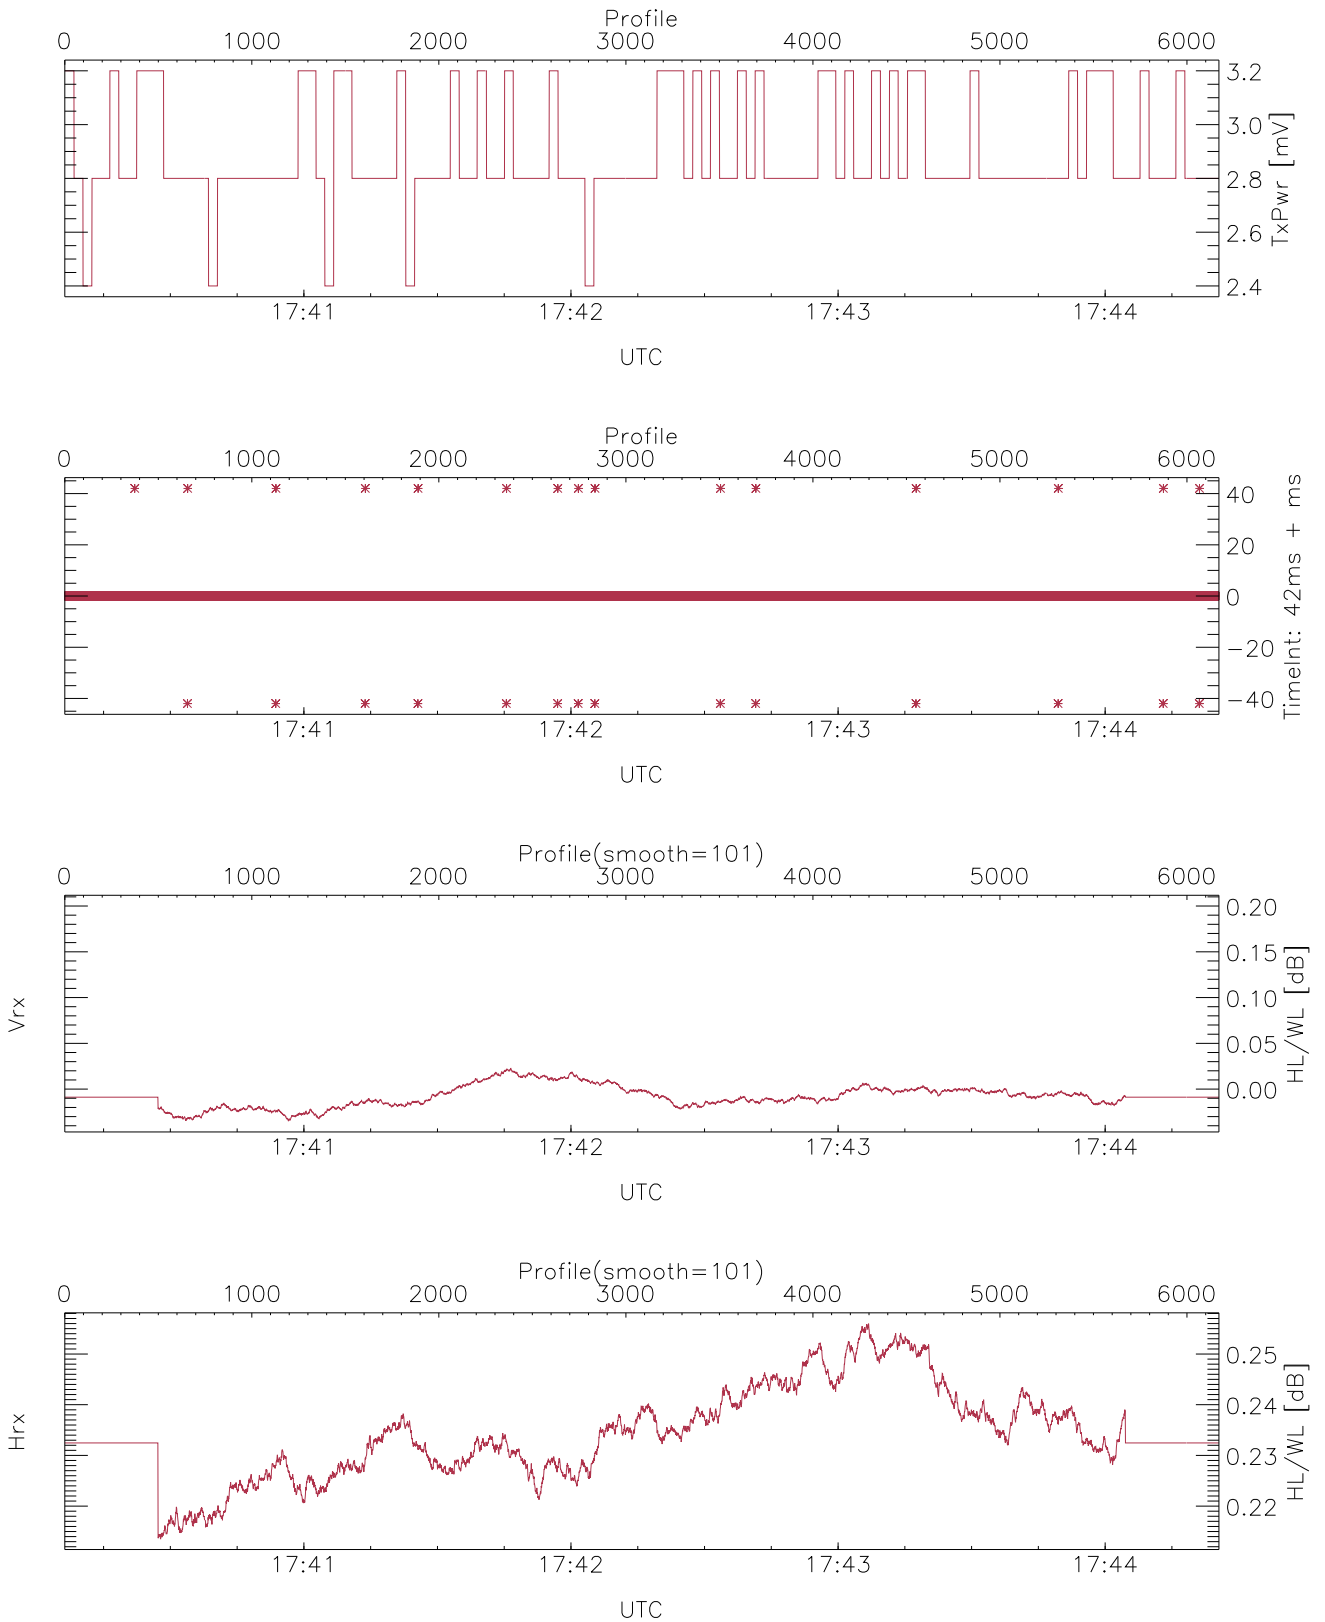 Profile
0 1000 2000 3000 4000 5000 6000
3.2
3.0
2.8
2.6
2.4
TxPwr [mV]
17:41 17:42 17:43 17:44
UTC
Profile
0 1000 2000 3000 4000 5000 6000
40
20
0
-20
-40
TimeInt: 42ms + ms
17:41 17:42 17:43 17:44
UTC
Profile(smooth=101)
0 1000 2000 3000 4000 5000 6000
Vrx
0.20
0.15
0.10
0.05
0.00
HL/WL [dB]
17:41 17:42 17:43 17:44
UTC
Profile(smooth=101)
0 1000 2000 3000 4000 5000 6000
Hrx
0.25
0.24
0.23
0.22
HL/WL [dB]
17:41 17:42 17:43 17:44
UTC